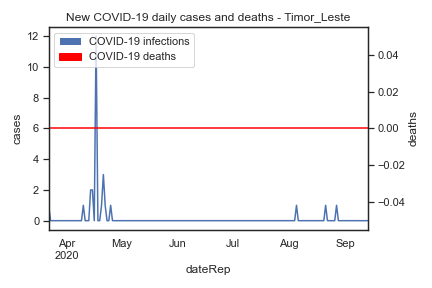 New COVID-19 daily cases and deaths - Timor_Leste
COVID-19 infections
COVID-19 deaths
12
10
8
6
4
2
0
cases
0.04
0.02
0.00
−0.02
−0.04
deaths
Apr
2020
May
Jun
Jul
Aug
Sep
dateRep